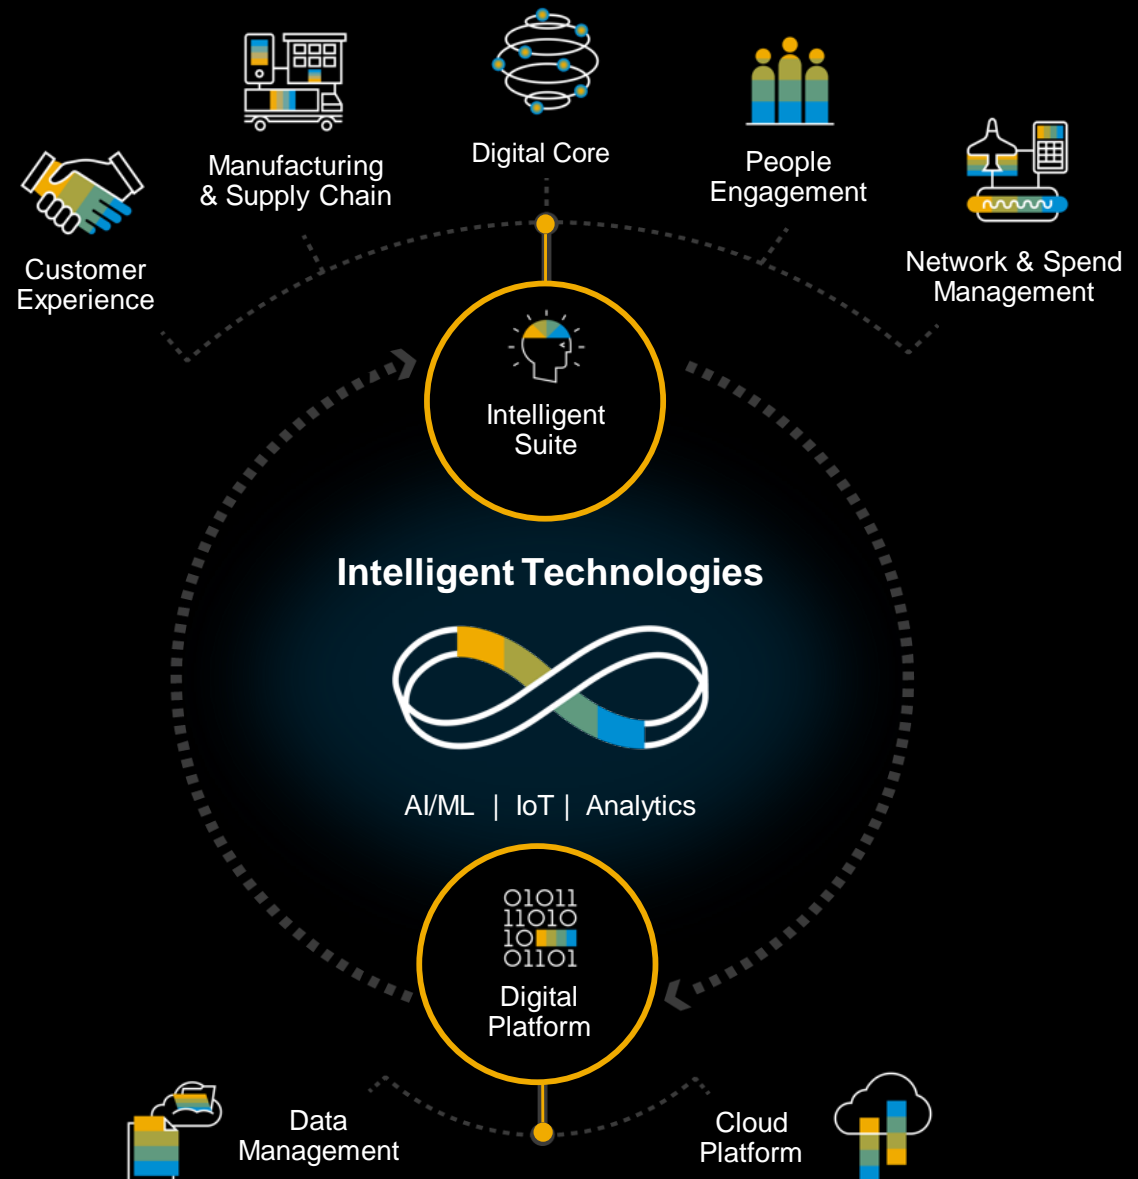 Digital Core
Manufacturing
& Supply Chain
People
Engagement
Customer
Experience
Network & Spend
Management
Intelligent
Suite
Intelligent Technologies
AI/ML | IoT | Analytics
01011
11010
10
01101
Digital
Platform
Data
Management
Cloud
Platform